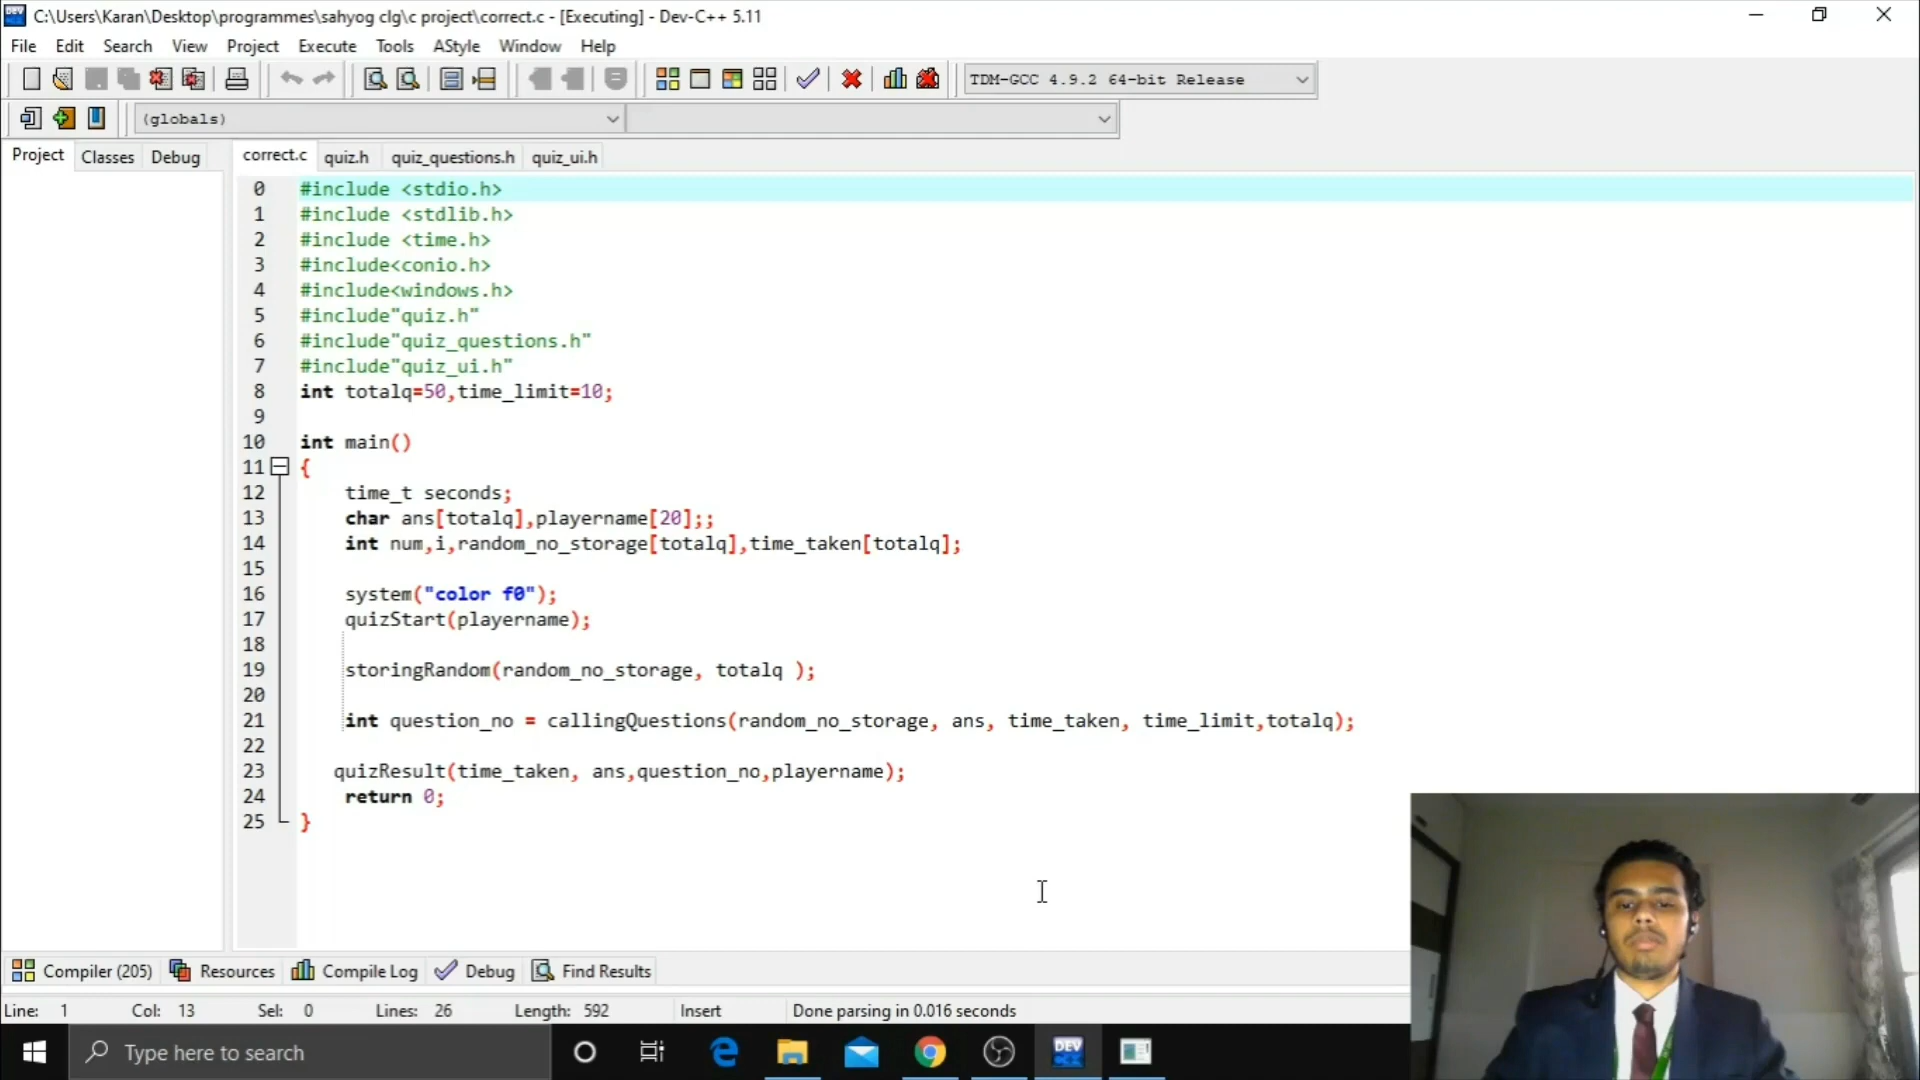 C:\Users\Karan\Desktop\programmes\sahyog clg\c project\correct.c - [Executing] - Dev-C++ 5.11
File Edit Search View Project Execute Tools AStyle Window Help
TDM-GCC 4.9.2 64-bit Release
(globals)
Project Classes Debug correct.c quiz.h quiz_questions.h quiz_ui.h
0 #include <stdio.h>
1 #include <stdlib.h>
2 #include <time.h>
3 #include<conio.h>
4 #include<windows.h>
5 #include"quiz.h"
6 #include"quiz_questions.h"
7 #include"quiz_ui.h"
8 int totalq=50,time_limit=10;
9
10 int main()
11 {
12 time_t seconds;
13 char ans[totalq],playername[20];;
14 int num,i,random_no_storage[totalq],time_taken[totalq];
15
16 system("color f0");
17 quizStart(playername);
18
19 storingRandom(random_no_storage, totalq );
20
21 int question_no = callingQuestions(random_no_storage, ans, time_taken, time_limit,totalq);
22
23 quizResult(time_taken, ans,question_no,playername);
24 return 0;
25 }
Compiler (205) Resources Compile Log Debug Find Results
Line: 1 Col: 13 Sel: 0 Lines: 26 Length: 592 Insert Done parsing in 0.016 seconds
Type here to search
DEV